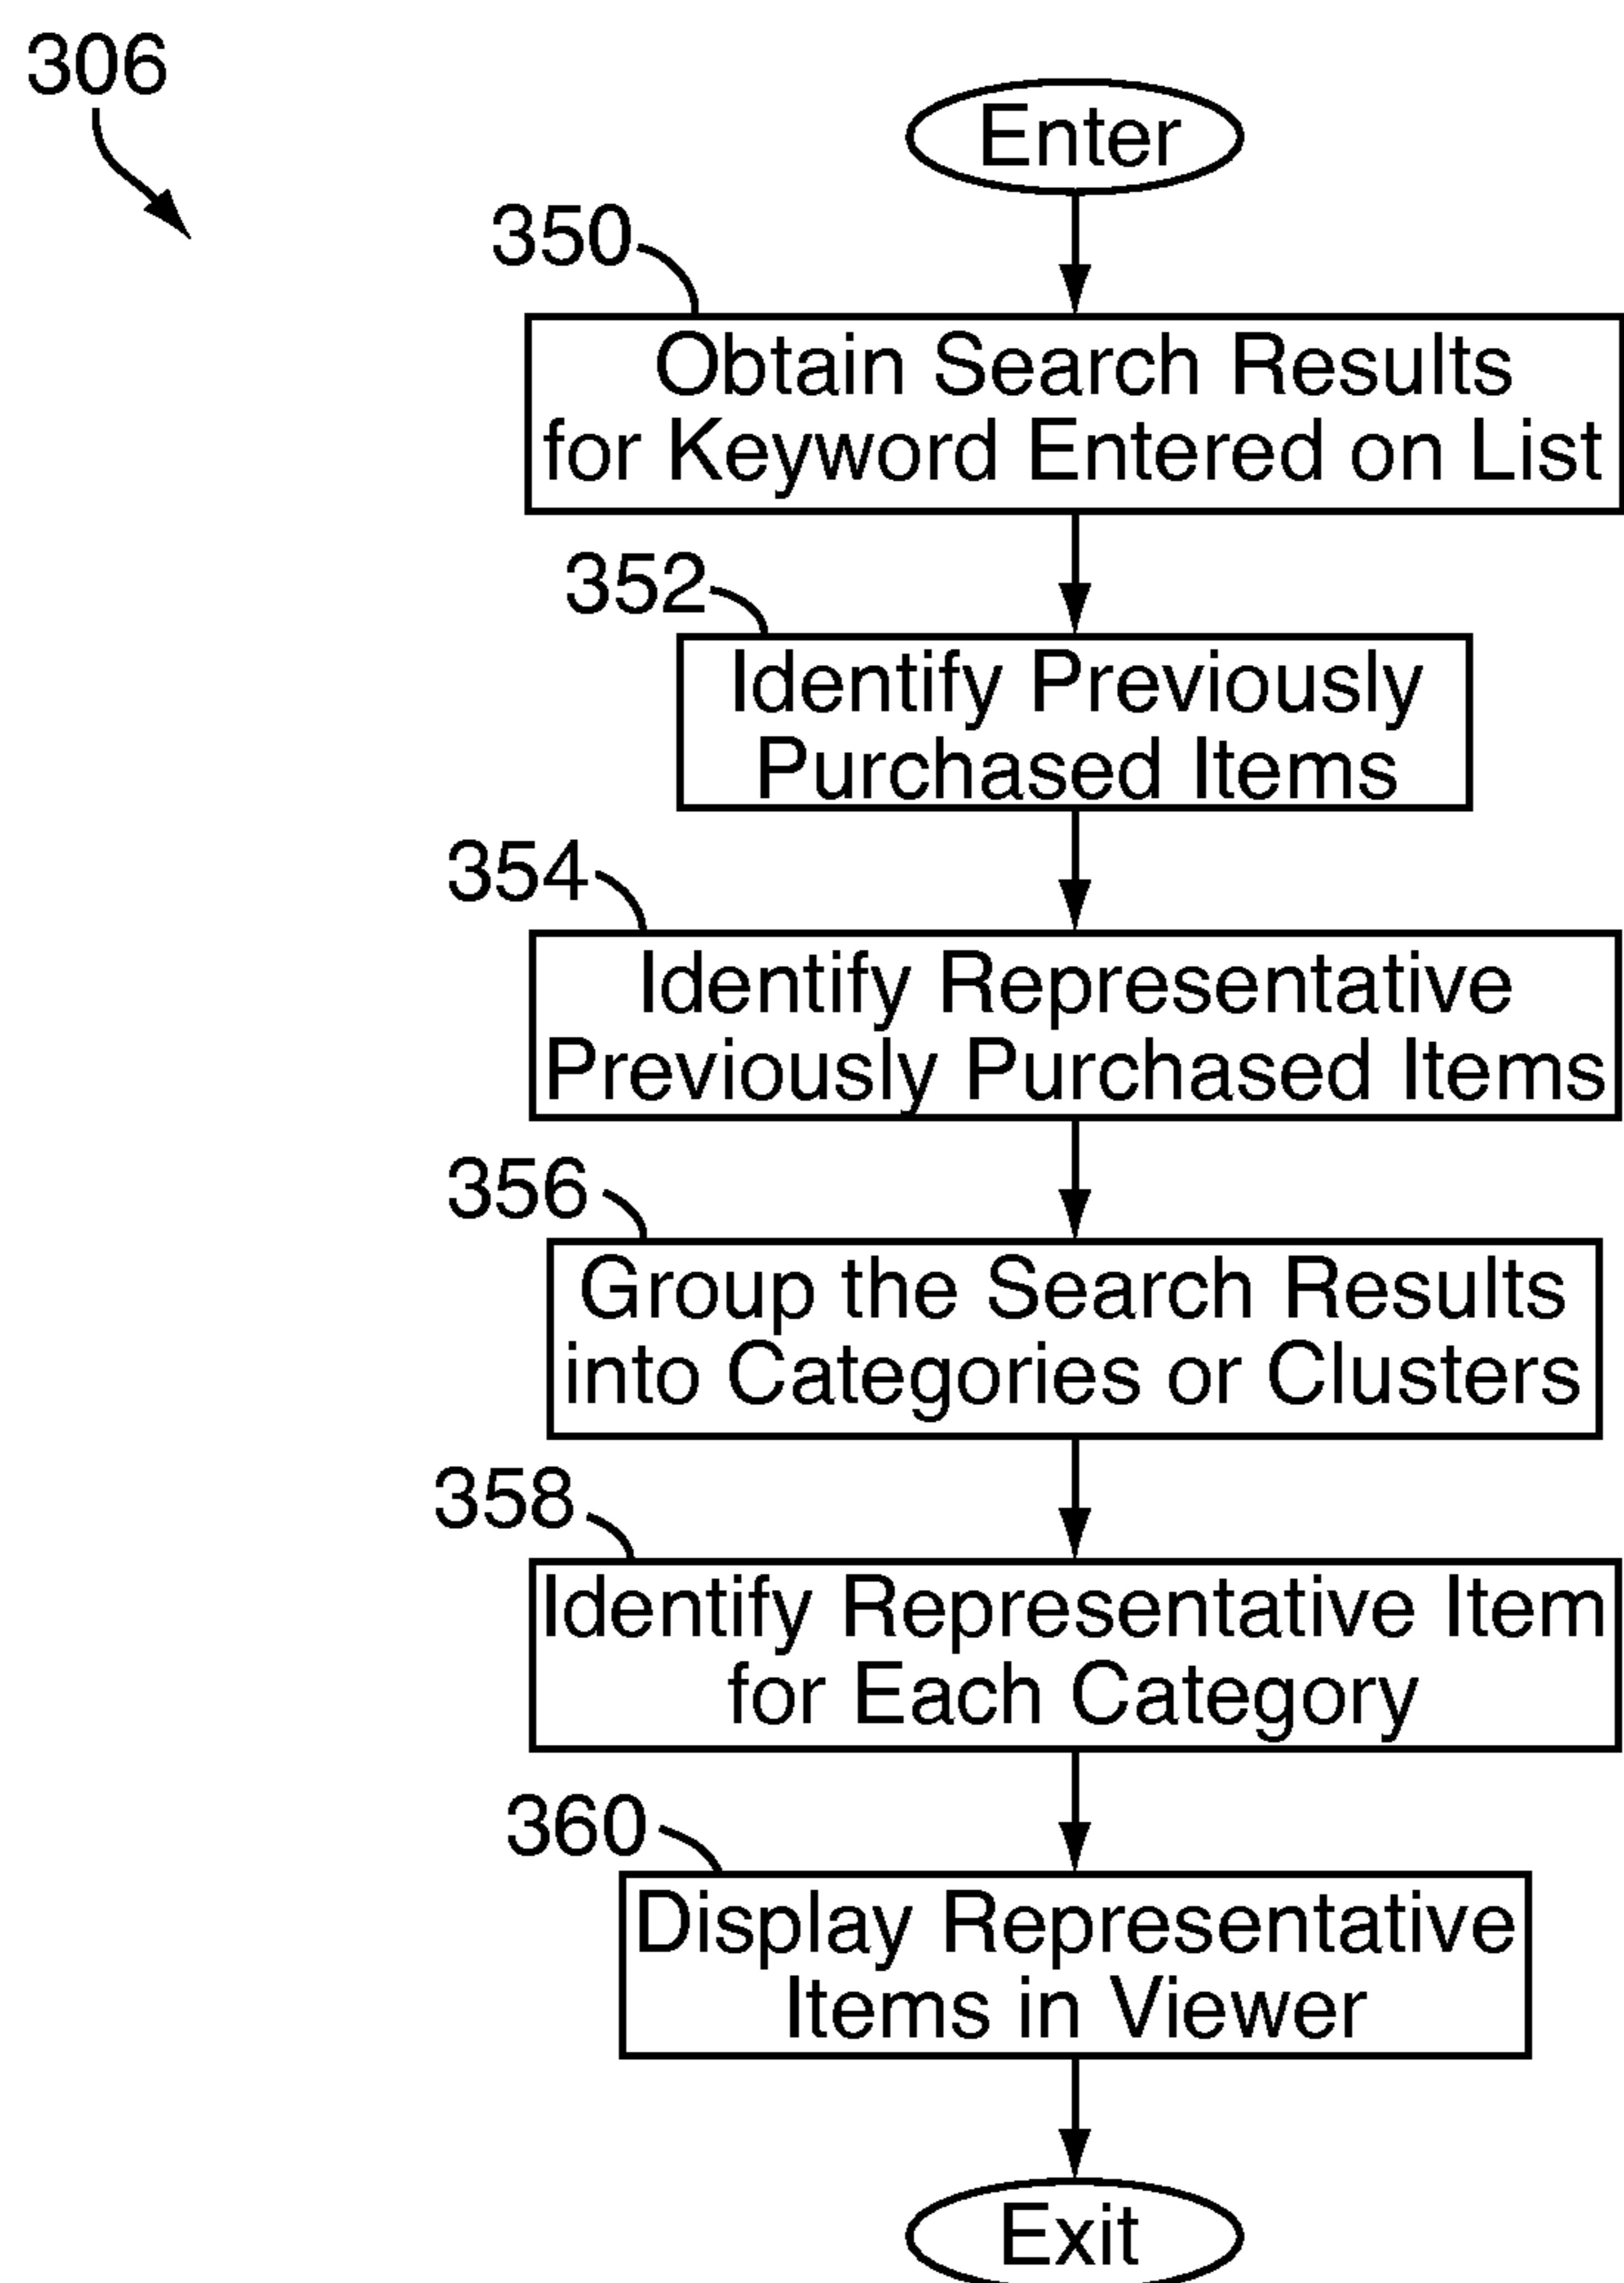 306
Enter
350
Obtain Search Results
for Keyword Entered on List
352
Identify Previously
Purchased Items
354
Identify Representative
Previously Purchased Items
356
Group the Search Results
into Categories or Clusters
358
Identify Representative Item
for Each Category
360
Display Representative
Items in Viewer
Exit